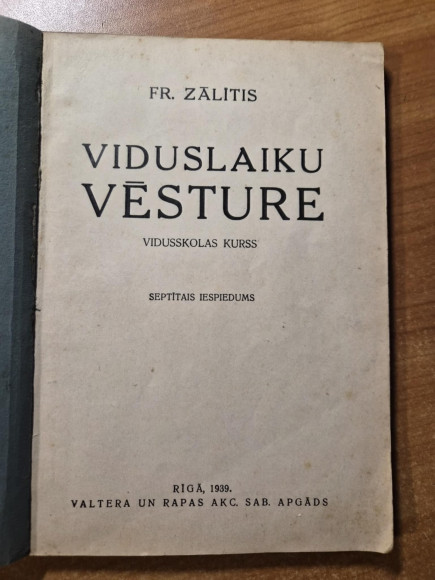 FR. ZĀLĪTIS
VIDUSLAIKU
VĒSTURE
VIDUSSKOLAS KURSS
SEPTĪTAIS IESPIEDUMS
RĪGĀ, 1939.
VALTERA UN RAPAS AKC. SAB. APGĀDS